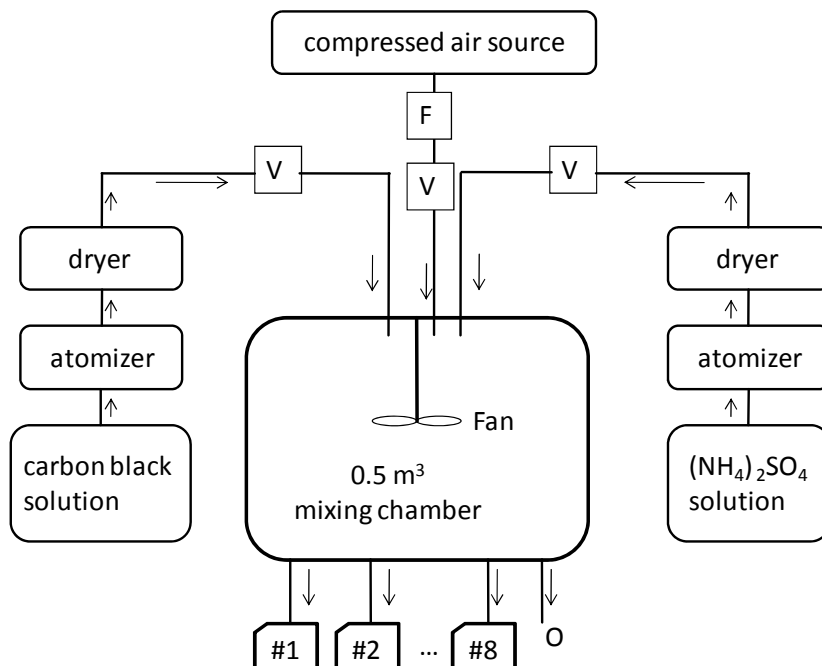 compressed air source
F
V
V
V
dryer
dryer
atomizer
atomizer
Fan
carbon black
solution
0.5 m³
mixing chamber
(NH₄)₂SO₄
solution
#1
#2
...
#8
O